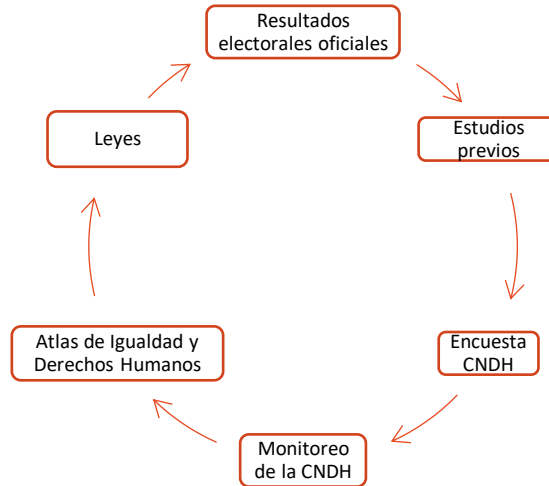 Resultados
electorales oficiales
Estudios
previos
Encuesta
CNDH
Monitoreo
de la CNDH
Atlas de Igualdad y
Derechos Humanos
Leyes